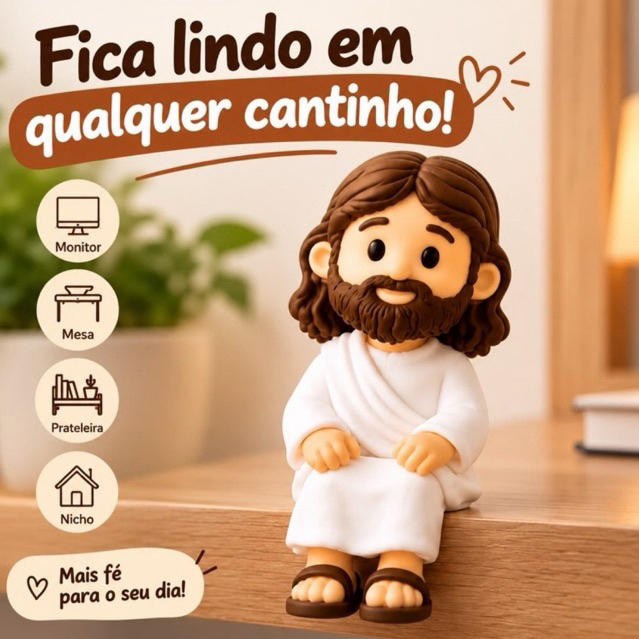 Fica lindo em
qualquer cantinho!
Monitor
Mesa
Prateleira
Nicho
Mais fé
para o seu dia!